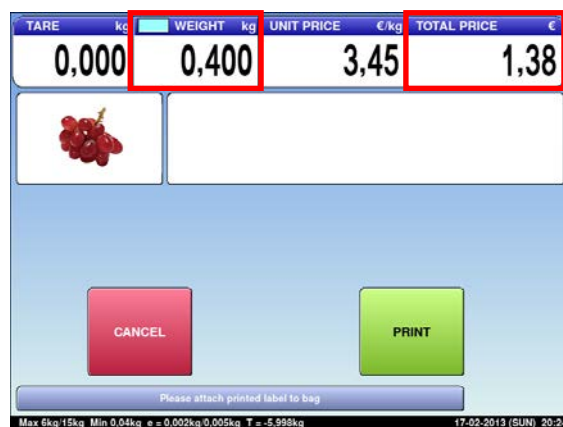 TARE kg WEIGHT kg UNIT PRICE €/kg TOTAL PRICE €
0,000 0,400 3,45 1,38
CANCEL PRINT
Please attach printed label to bag
Max 6kg/15kg Min 0,04kg e = 0,002kg/0,005kg T = -5,998kg 17-02-2013 (SUN)